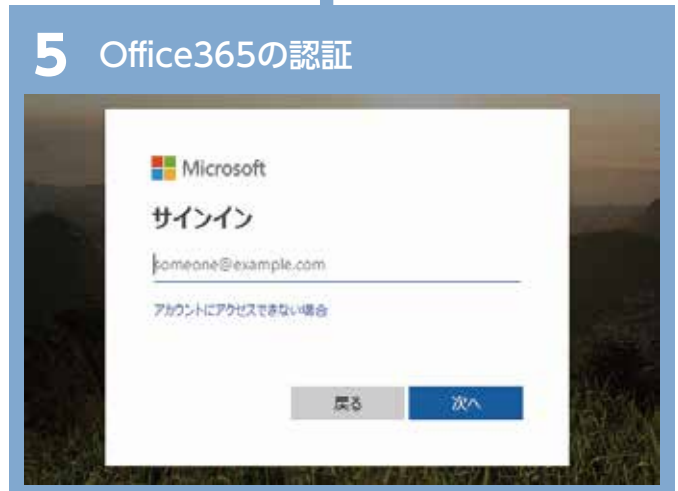 5 Office365の認証
Microsoft
サインイン
someone@example.com
アカウントにアクセスできない場合
戻る 次へ